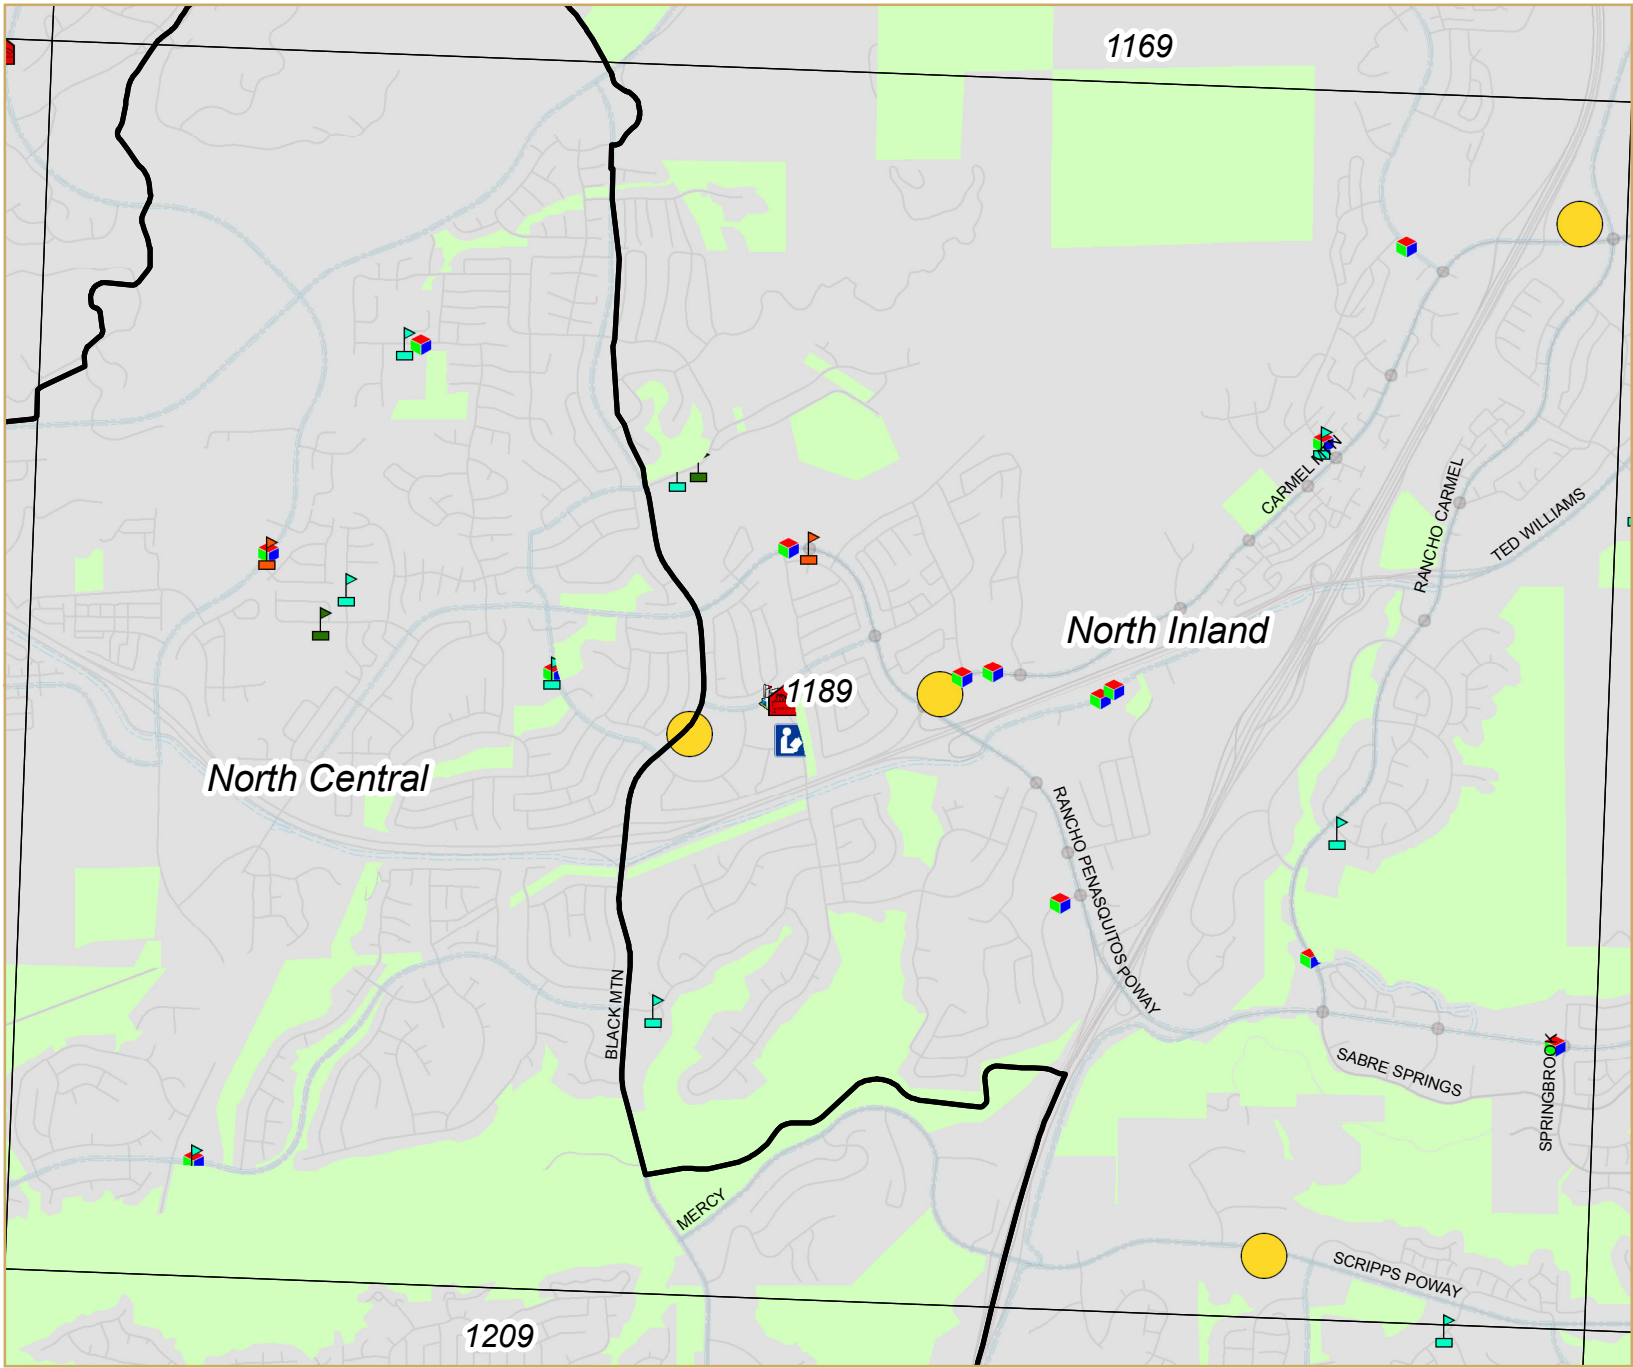 1169
CARMEL MTN
RANCHO CARMEL
TED WILLIAMS
North Inland
1189
North Central
RANCHO PENASQUITOS POWAY
BLACK MTN
SABRE SPRINGS
SPRINGBROOK
MERCY
SCRIPPS POWAY
1209